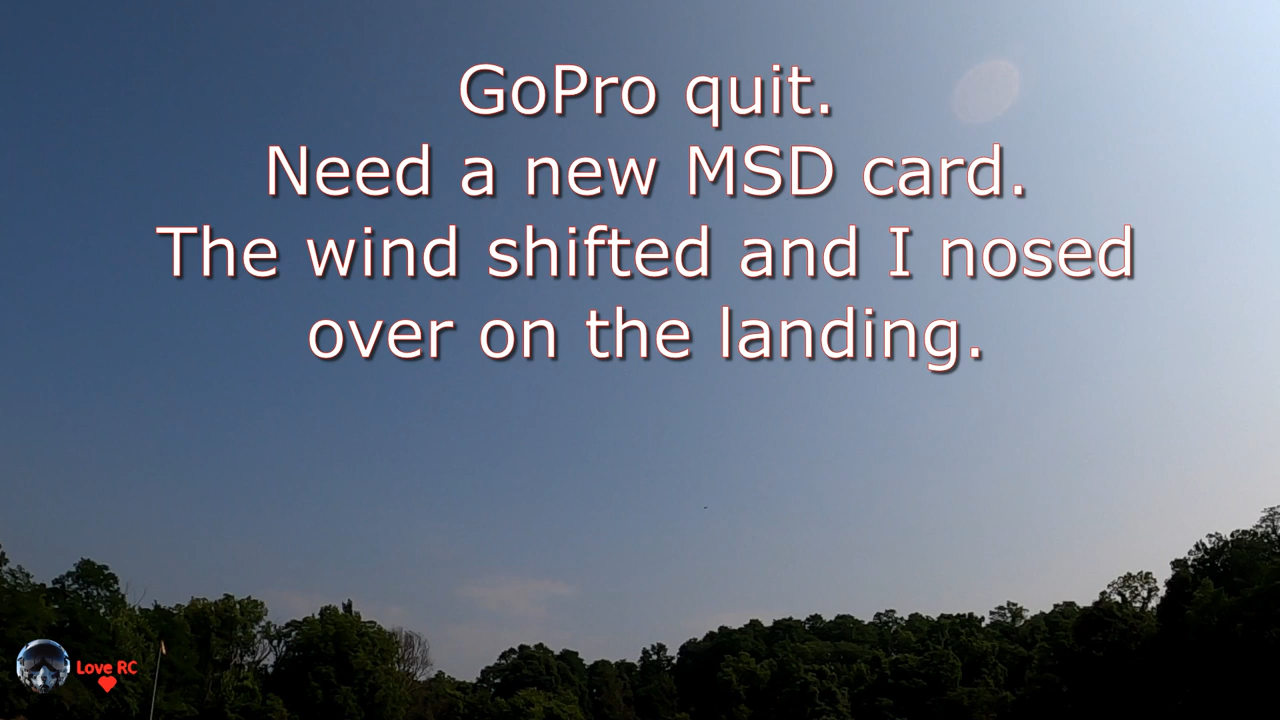 GoPro quit.
Need a new MSD card.
The wind shifted and I nosed
over on the landing.
Love RC